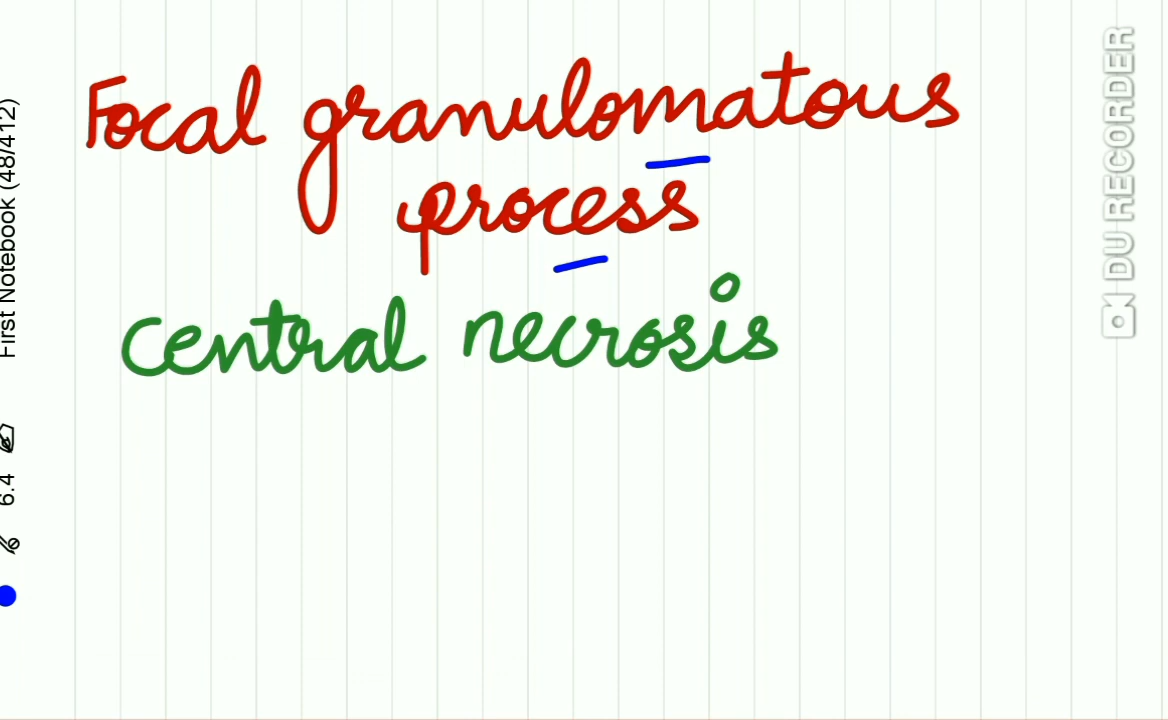 Focal granulomatous
process
central necrosis
First Notebook (48/412)
6.4
DU RECORDER